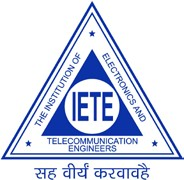 THE INSTITUTION OF
ELECTRONICS AND
TELECOMMUNICATION
ENGINEERS
IETE
सह वीर्यं करवावहै